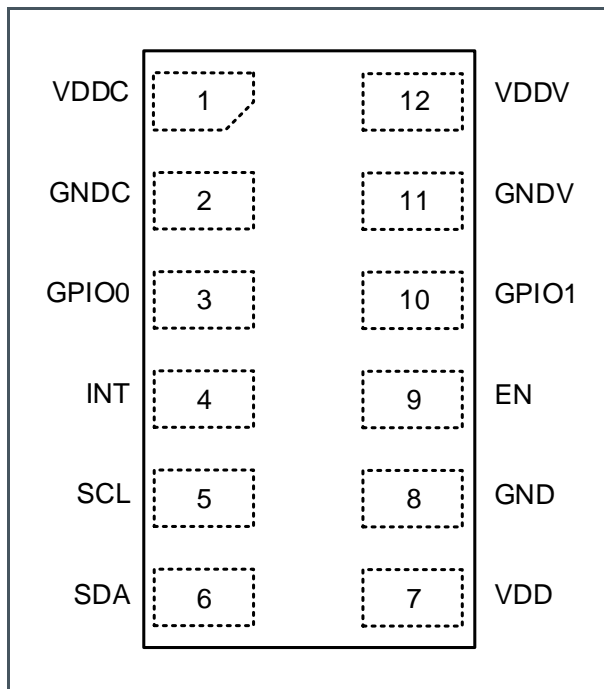 VDDC 1 12 VDDV
GNDC 2 11 GNDV
GPIO0 3 10 GPIO1
INT 4 9 EN
SCL 5 8 GND
SDA 6 7 VDD